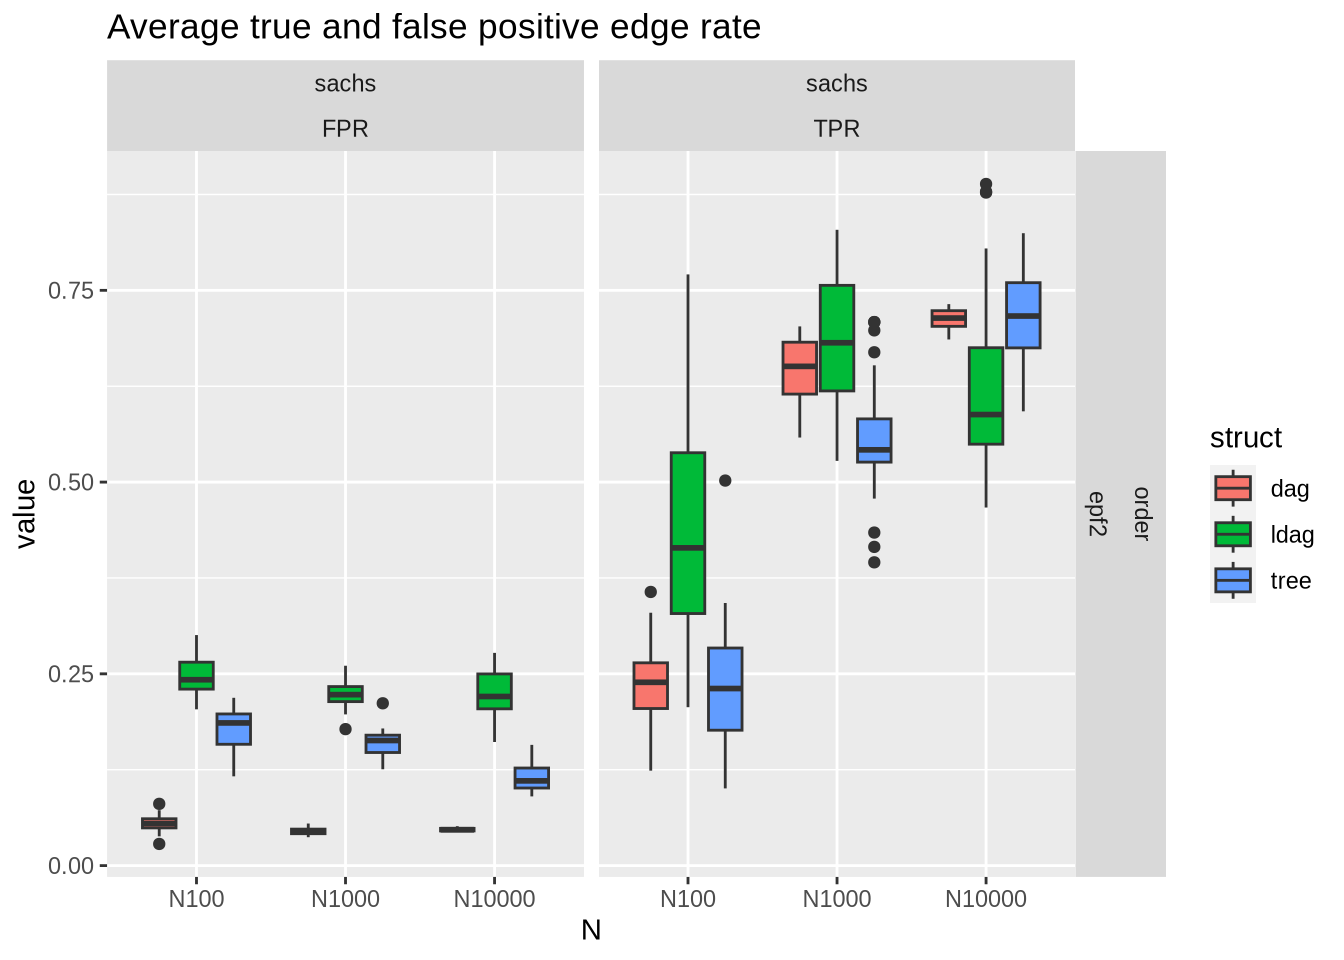 Average true and false positive edge rate
sachs
FPR
sachs
TPR
order
epf2
value
0.75
0.50
0.25
0.00
N100
N1000
N10000
N100
N1000
N10000
N
struct
dag
ldag
tree